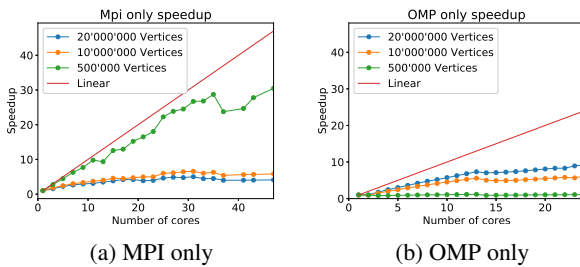 Mpi only speedup
20'000'000 Vertices
10'000'000 Vertices
500'000 Vertices
Linear
Speedup
40
30
20
10
0
0 10 20 30 40
Number of cores
(a) MPI only
OMP only speedup
20'000'000 Vertices
10'000'000 Vertices
500'000 Vertices
Linear
Speedup
40
30
20
10
0
0 5 10 15 20
Number of cores
(b) OMP only